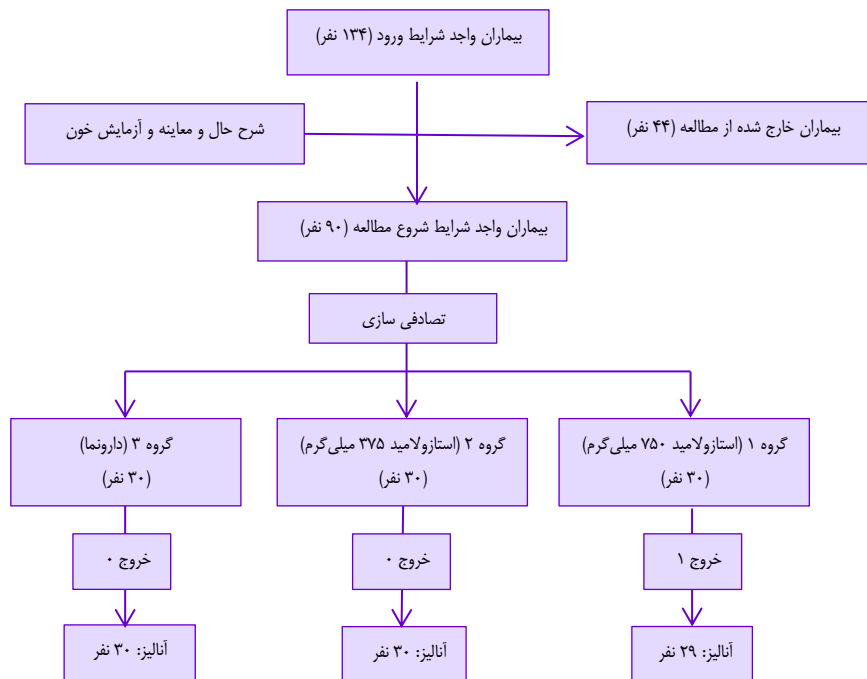 بیماران واجد شرایط ورود (۱۳۴ نفر)
شرح حال و معاینه و آزمایش خون
بیماران خارج شده از مطالعه (۴۴ نفر)
بیماران واجد شرایط شروع مطالعه (۹۰ نفر)
تصادفی سازی
گروه ۱ (استازولامید ۷۵۰ میلی‌گرم)
(۳۰ نفر)
گروه ۲ (استازولامید ۳۷۵ میلی‌گرم)
(۳۰ نفر)
گروه ۳ (دارونما)
(۳۰ نفر)
خروج ۱
خروج ۰
خروج ۰
آنالیز: ۲۹ نفر
آنالیز: ۳۰ نفر
آنالیز: ۳۰ نفر